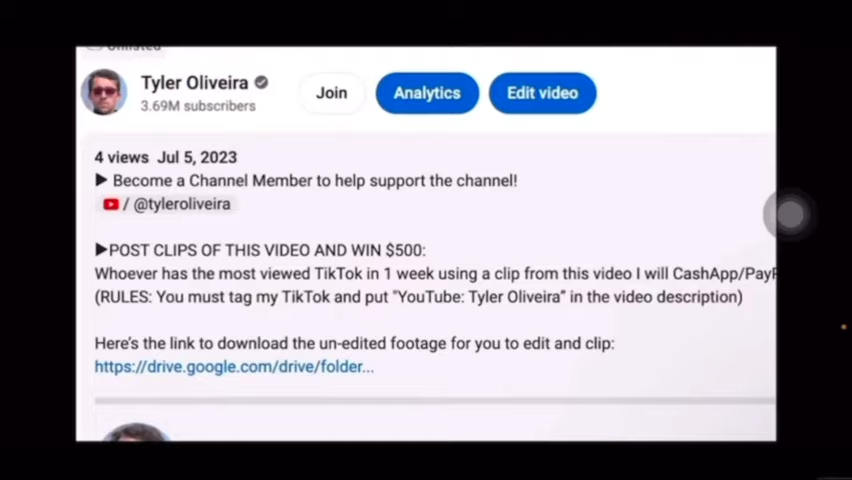 Unlisted
Tyler Oliveira
3.69M subscribers
Join
Analytics
Edit video
4 views Jul 5, 2023
▶ Become a Channel Member to help support the channel!
/ @tyleroliveira
▶POST CLIPS OF THIS VIDEO AND WIN $500:
Whoever has the most viewed TikTok in 1 week using a clip from this video I will CashApp/Pay
(RULES: You must tag my TikTok and put "YouTube: Tyler Oliveira" in the video description)
Here's the link to download the un-edited footage for you to edit and clip:
https://drive.google.com/drive/folder...